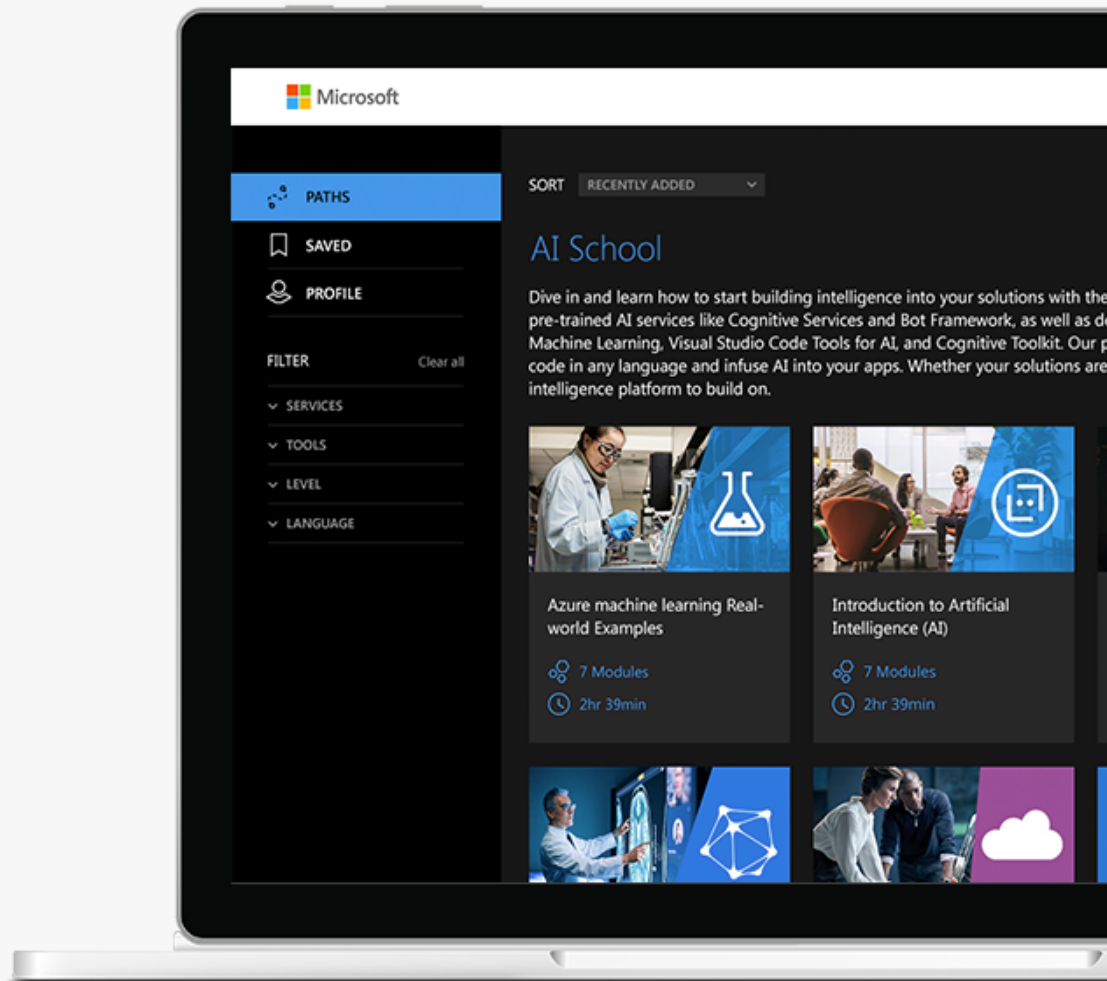 Microsoft
PATHS
SAVED
PROFILE
FILTER Clear all
SERVICES
TOOLS
LEVEL
LANGUAGE
SORT RECENTLY ADDED
AI School
Dive in and learn how to start building intelligence into your solutions with the
pre-trained AI services like Cognitive Services and Bot Framework, as well as
Machine Learning, Visual Studio Code Tools for AI, and Cognitive Toolkit. Our
code in any language and infuse AI into your apps. Whether your solutions are
intelligence platform to build on.
Azure machine learning Real-
world Examples
7 Modules
2hr 39min
Introduction to Artificial
Intelligence (AI)
7 Modules
2hr 39min